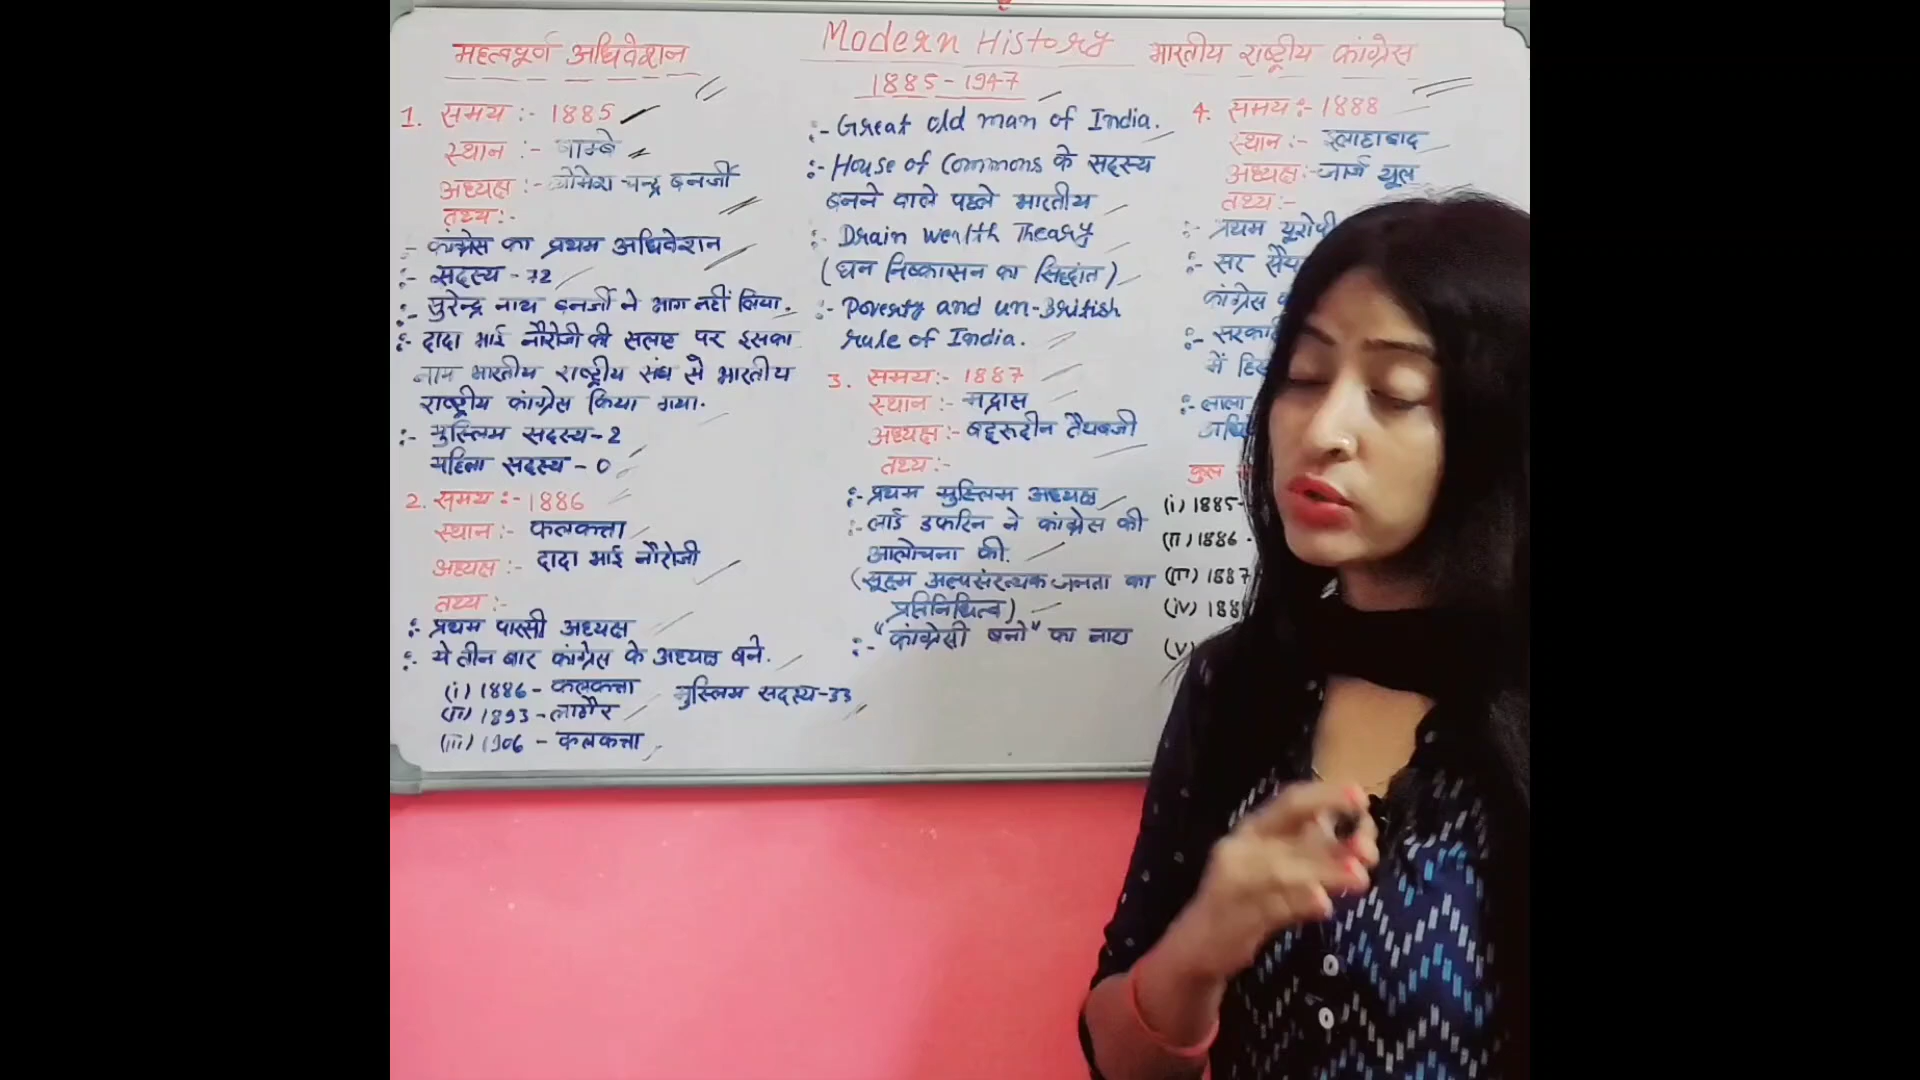 Modern History
1885-1947
महत्वपूर्ण अधिवेशन
1. समय :- 1885
स्थान :- बाम्बे
अध्यक्ष :- व्योमेश चन्द्र बनर्जी
तथ्य :-
:- कांग्रेस का प्रथम अधिवेशन
:- सदस्य - 72
:- सुरेन्द्र नाथ बनर्जी ने भाग नहीं लिया.
:- दादा भाई नौरोजी की सलाह पर इसका
नाम भारतीय राष्ट्रीय संघ से भारतीय
राष्ट्रीय कांग्रेस किया गया.
:- मुस्लिम सदस्य - 2
महिला सदस्य - 0
2. समय :- 1886
स्थान :- कलकत्ता
अध्यक्ष :- दादा भाई नौरोजी
तथ्य :-
:- प्रथम पारसी अध्यक्ष
:- ये तीन बार कांग्रेस के अध्यक्ष बने.
(i) 1886 - कलकत्ता
(ii) 1893 - लाहौर
(iii) 1906 - कलकत्ता
मुस्लिम सदस्य - 33
:- Great old man of India.
:- House of Commons के सदस्य
बनने वाले पहले भारतीय
:- Drain wealth Theary
(धन निष्कासन का सिद्धांत)
:- Poverty and un-British
rule of India.
3. समय :- 1887
स्थान :- मद्रास
अध्यक्ष :- बदरुदीन तैयबजी
तथ्य :-
:- प्रथम मुस्लिम अध्यक्ष
:- लार्ड डफरिन ने कांग्रेस की
आलोचना की.
(सूक्ष्म अल्पसंख्यक जनता का
प्रतिनिधित्व)
:- "कांग्रेसी बनो" का नारा
भारतीय राष्ट्रीय कांग्रेस
4. समय :- 1888
स्थान :- इलाहाबाद
अध्यक्ष :- जार्ज यूल
तथ्य :-
:- प्रथम
:- सर
कांग्रेस
:-
में
:- लाला
कुल
(i) 1885 -
(ii) 1886 -
(iii) 1887
(iv) 188
(v)